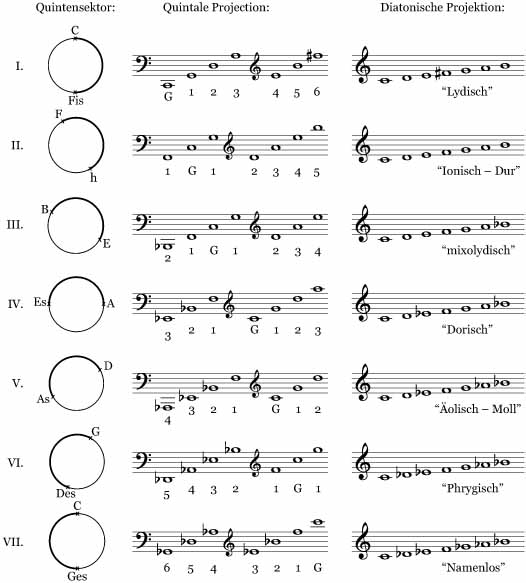 Quintensektor: Quintale Projection: Diatonische Projektion:
C
I.
Fis
G 1 2 3 4 5 6
“Lydisch”
F
II.
h
1 G 1 2 3 4 5
“Ionisch – Dur”
B
III.
E
2 1 G 1 2 3 4
“mixolydisch”
IV. Es A
3 2 1 G 1 2 3
“Dorisch”
D
V.
As
4 3 2 1 G 1 2
“Äolisch – Moll”
G
VI.
Des
5 4 3 2 1 G 1
“Phrygisch”
C
VII.
Ges
6 5 4 3 2 1 G
“Namenlos”